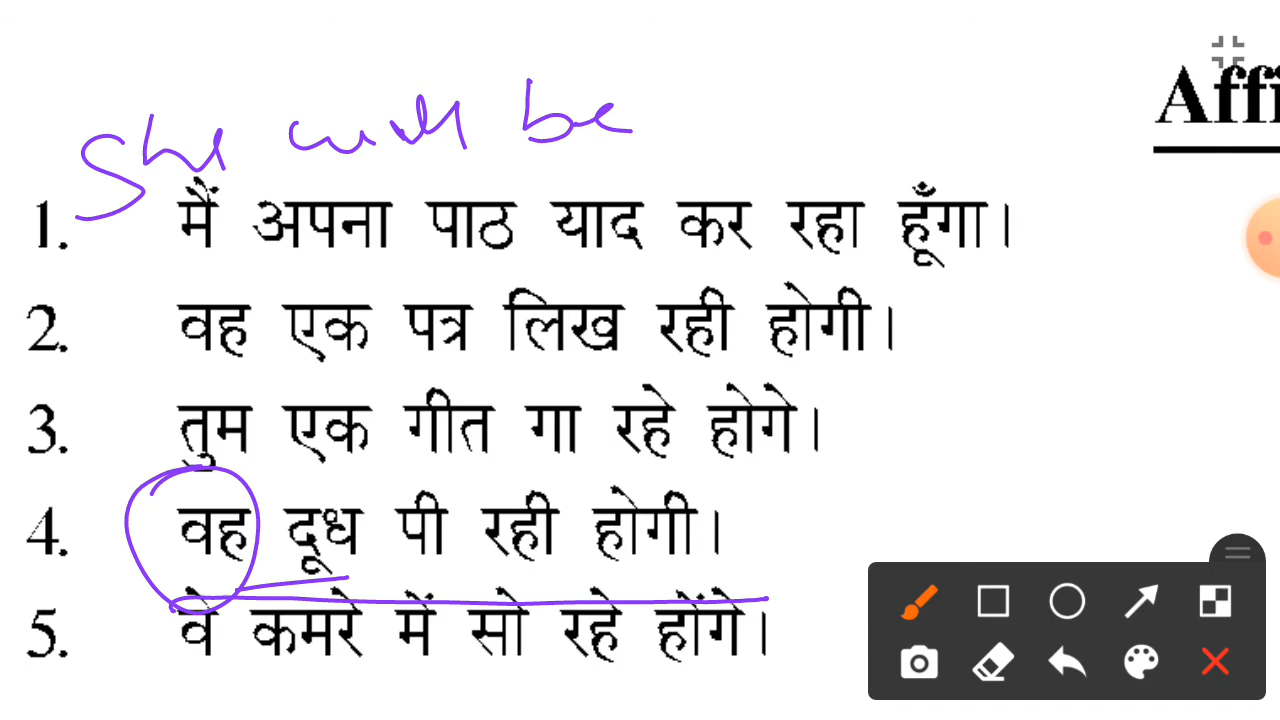 Affi
She will be
1. मैं अपना पाठ याद कर रहा हूँगा।
2. वह एक पत्र लिख रही होगी।
3. तुम एक गीत गा रहे होगे।
4. वह दूध पी रही होगी।
5. वे कमरे में सो रहे होंगे।